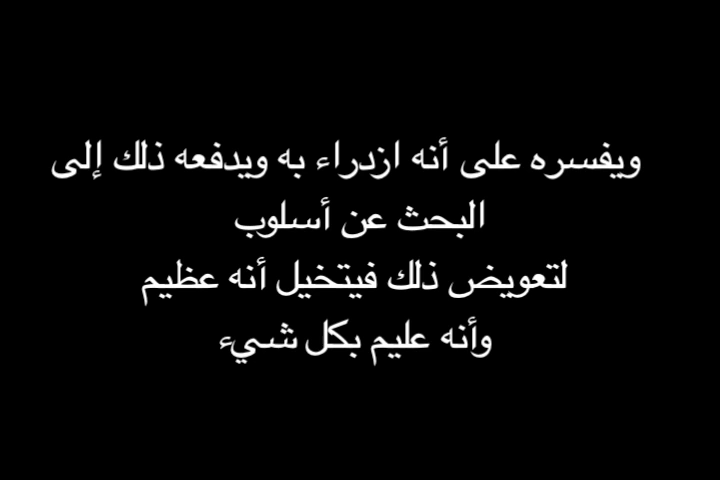 ويفسره على أنه ازدراء به ويدفعه ذلك إلى
البحث عن أسلوب
لتعويض ذلك فيتخيل أنه عظيم
وأنه عليم بكل شيء